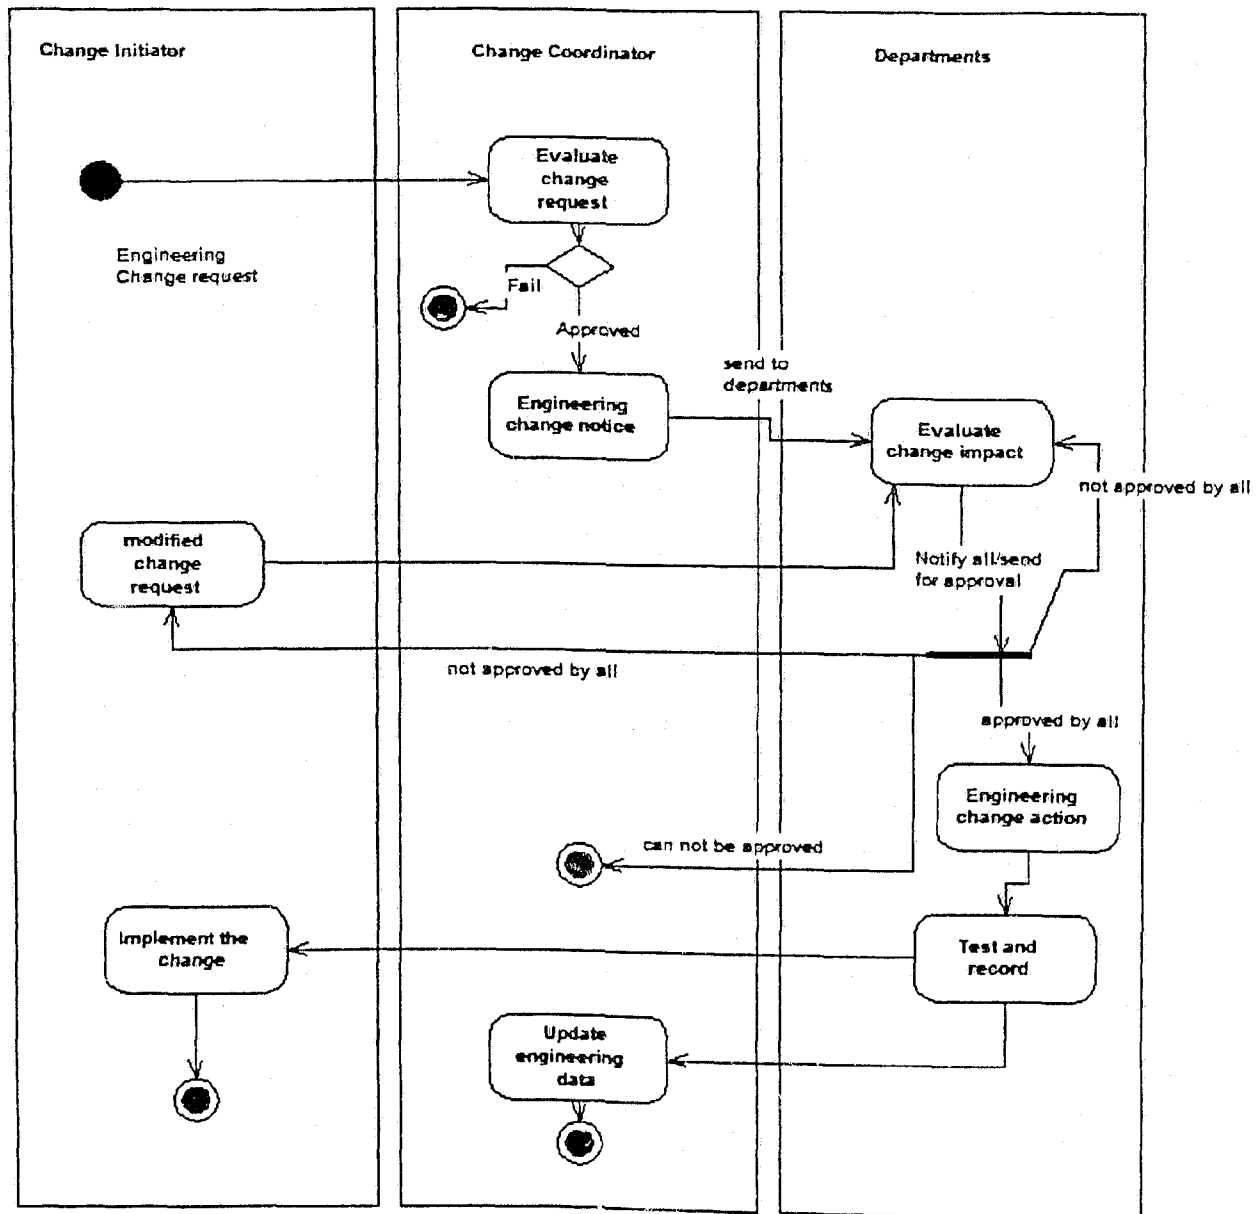 Change Initiator
Change Coordinator
Departments
Evaluate
change
request
Engineering
Change request
Fail
Approved
send to
departments
Engineering
change notice
Evaluate
change impact
not approved by all
modified
change
request
Notify all/send
for approval
not approved by all
approved by all
Engineering
change action
can not be approved
Implement the
change
Test and
record
Update
engineering
data